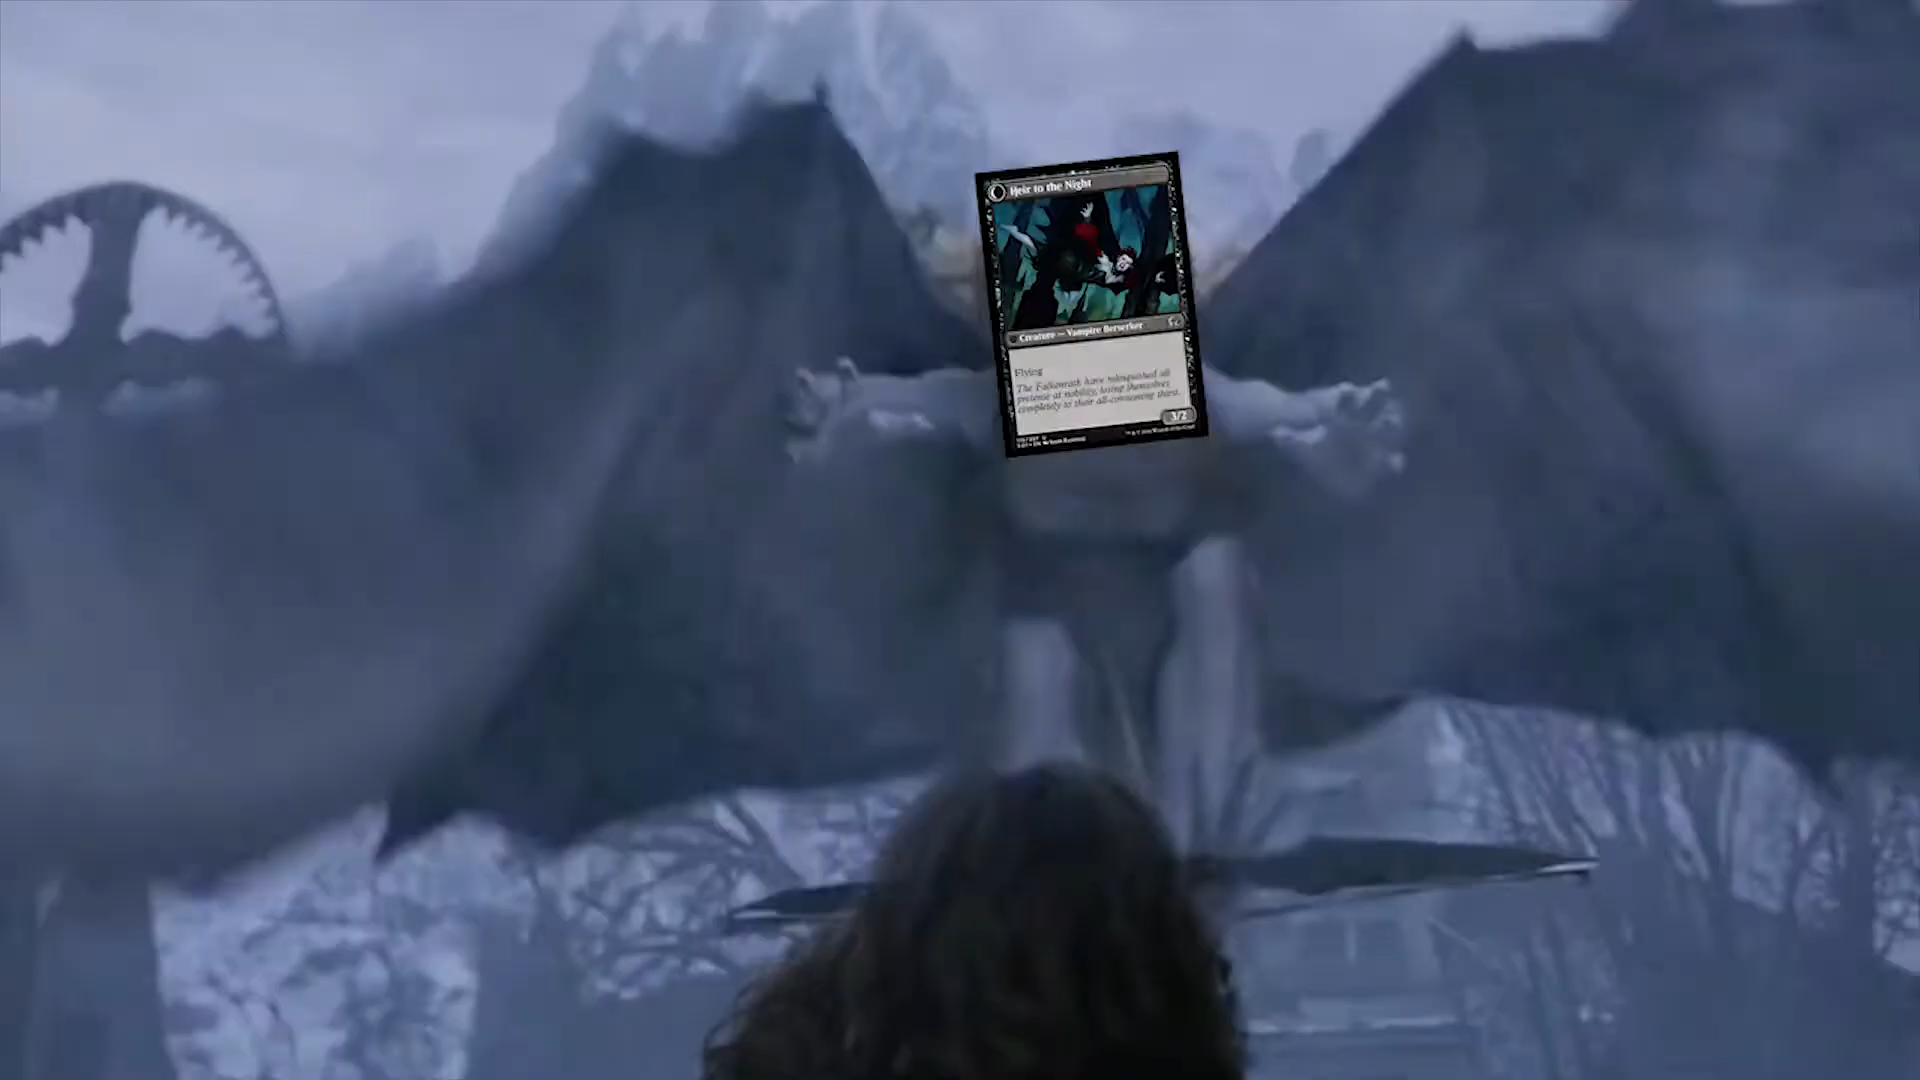 Heir to the Night
Creature — Vampire Berserker
Flying
The Falkenrath have relinquished all
pretense at nobility, losing themselves
completely to their all-consuming thirst.
3/2